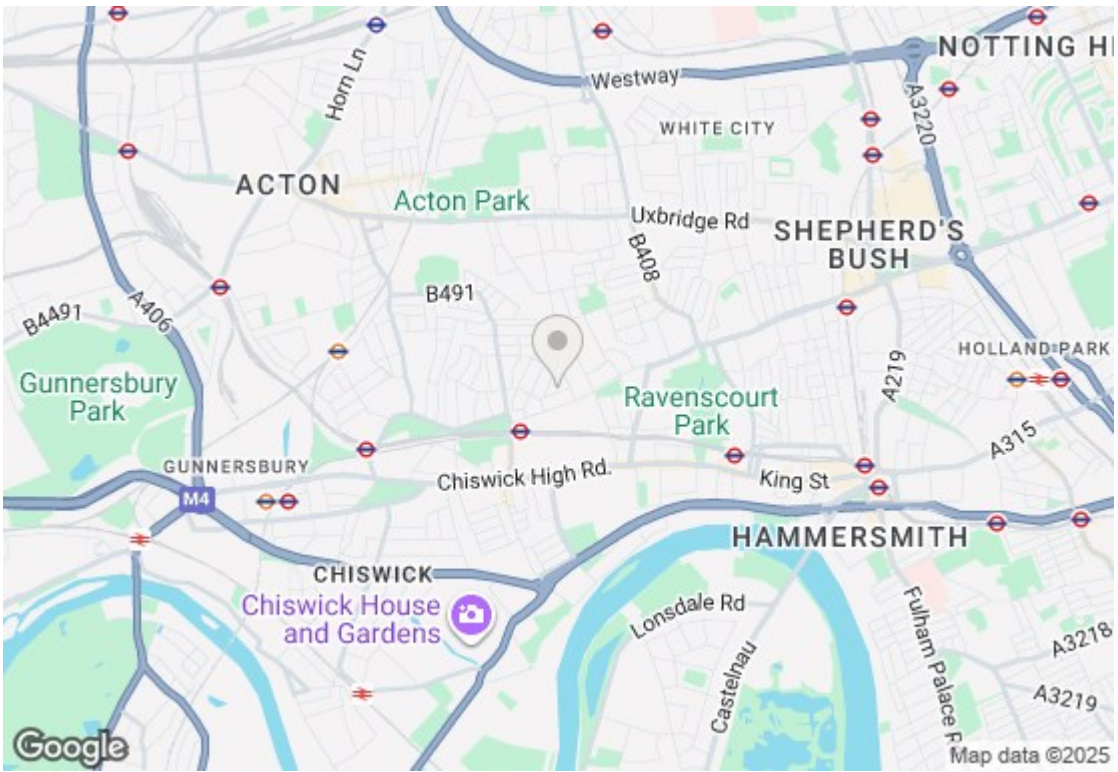 NOTTING HI
Westway
Horn Ln
A3220
WHITE CITY
ACTON
Acton Park
Uxbridge Rd
SHEPHERD'S
BUSH
B408
B491
B4491
A406
HOLLAND PARK
A219
Gunnersbury
Park
Ravenscourt
Park
A315
GUNNERSBURY
Chiswick High Rd.
King St
M4
HAMMERSMITH
CHISWICK
Chiswick House
and Gardens
Lonsdale Rd
Fulham Palace R
A3218
Castelnau
A3219
Google
Map data ©2025